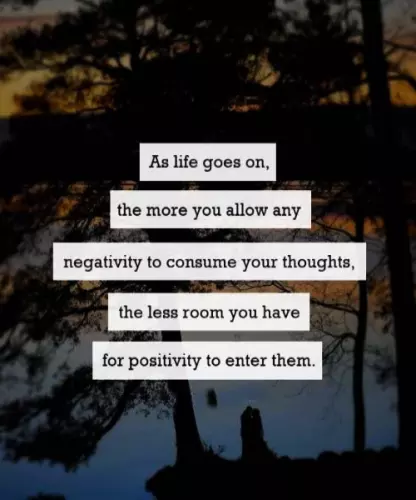 As life goes on,
the more you allow any
negativity to consume your thoughts,
the less room you have
for positivity to enter them.